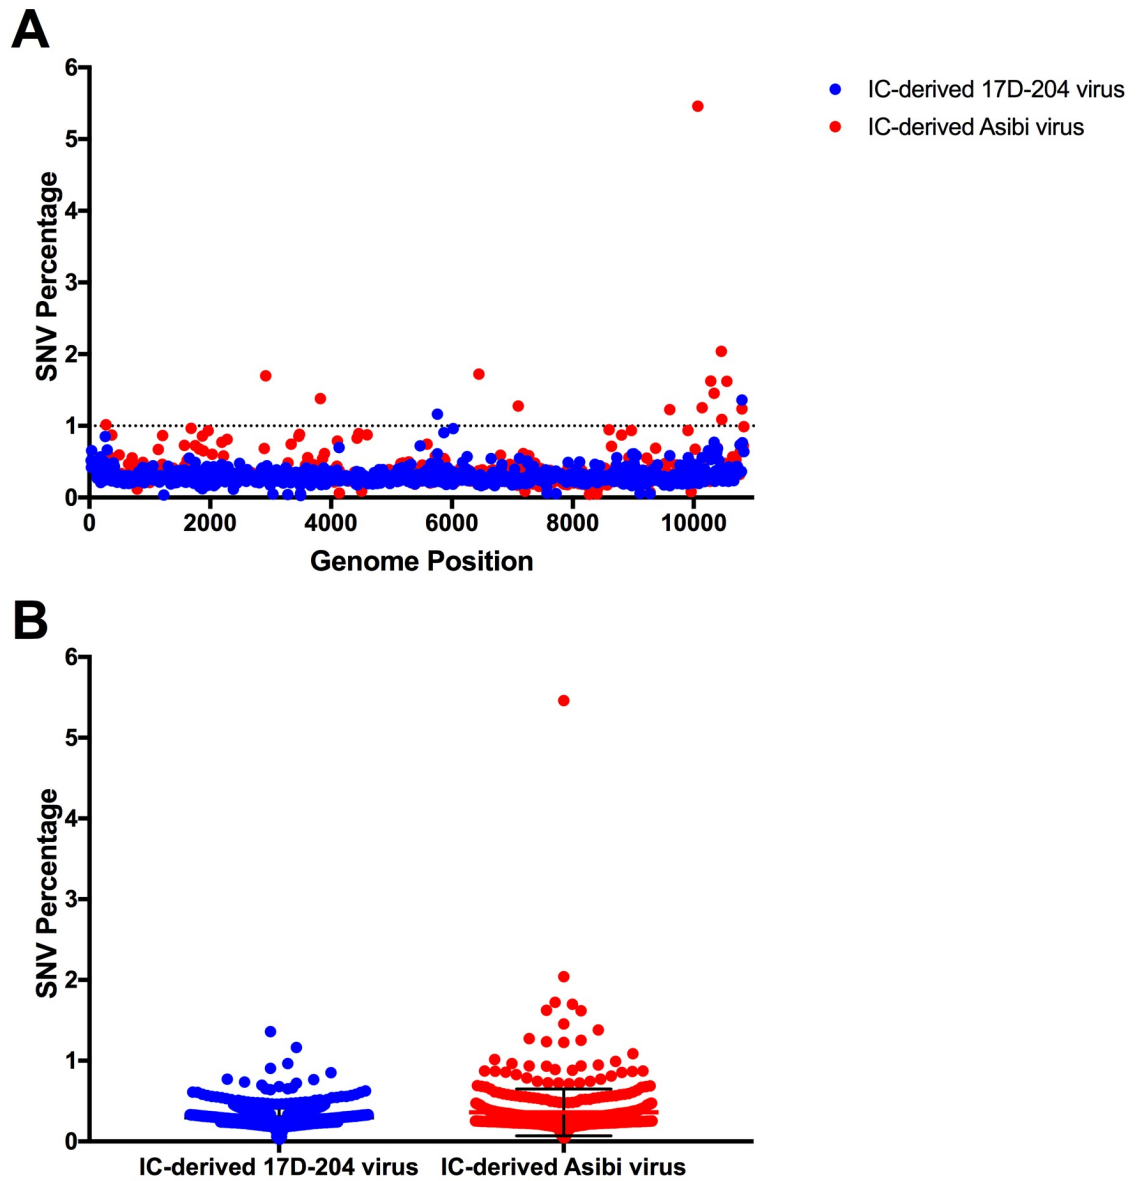 A
6
5
4
3
2
1
0
SNV Percentage
0 2000 4000 6000 8000 10000
Genome Position
IC-derived 17D-204 virus
IC-derived Asibi virus
B
6
5
4
3
2
1
0
SNV Percentage
IC-derived 17D-204 virus IC-derived Asibi virus